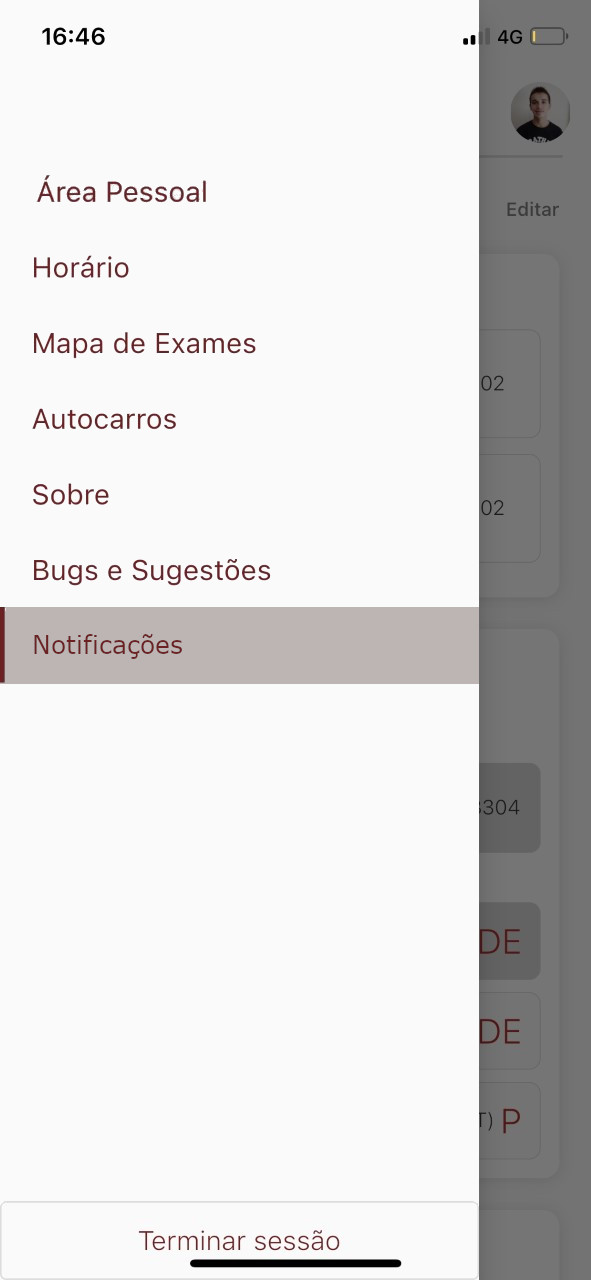 16:46 4G
Editar
Área Pessoal
Horário
Mapa de Exames
02
Autocarros
Sobre
02
Bugs e Sugestões
Notificações
304
DE
DE
T) P
Terminar sessão